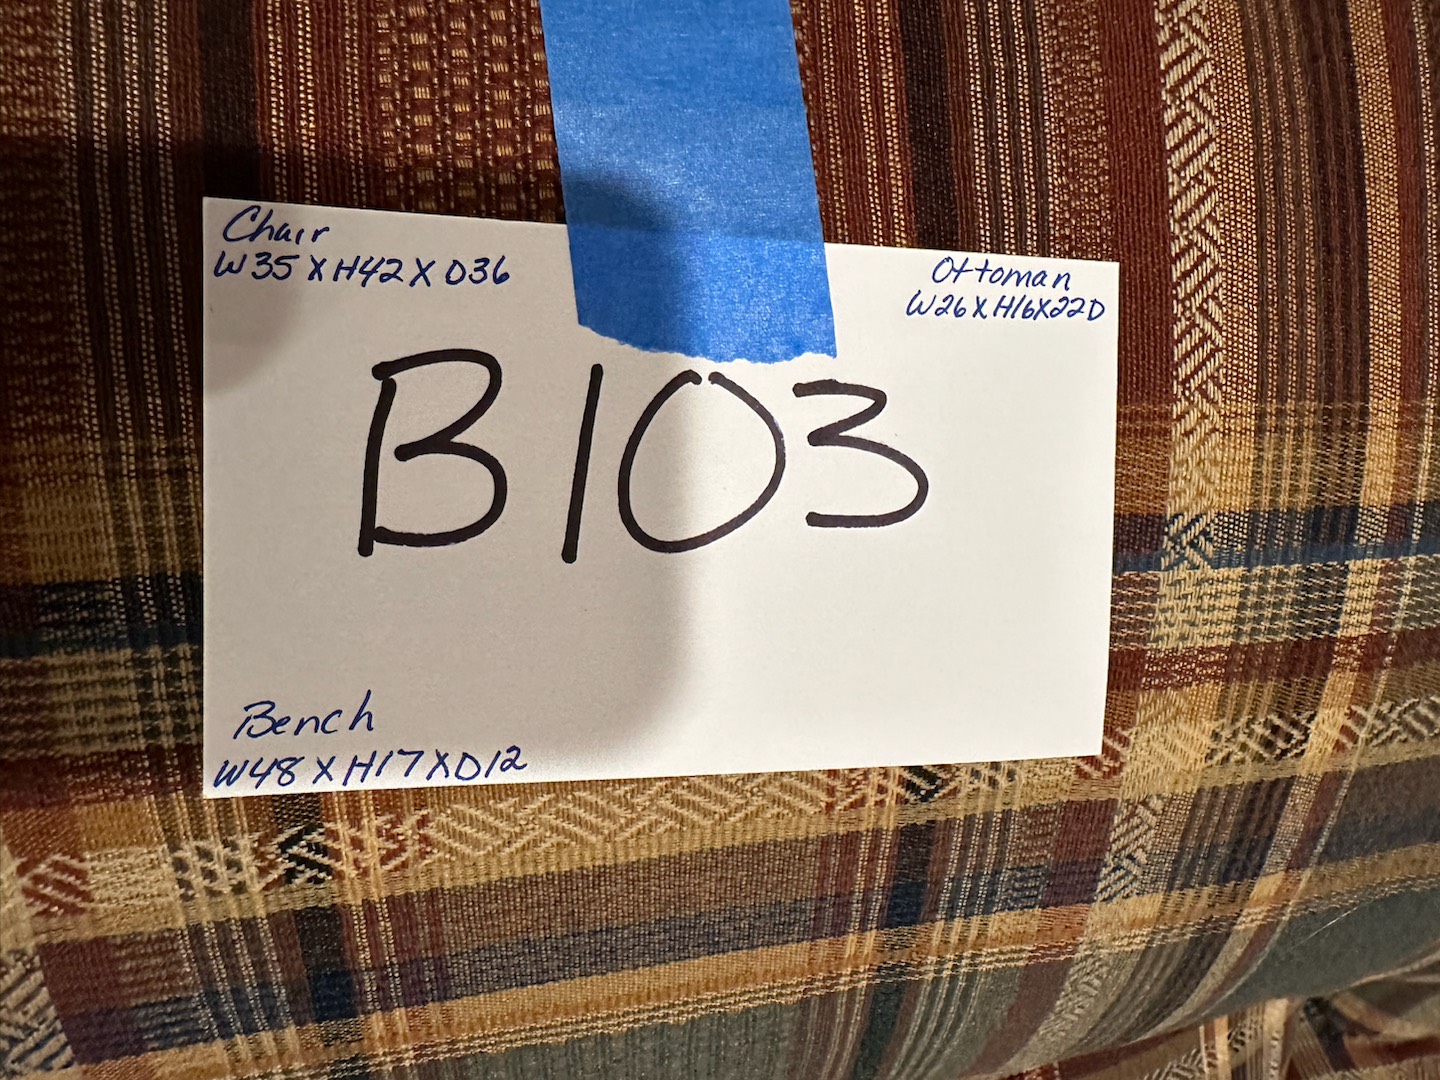 Chair
W35 X H42 X D36
Ottoman
W26 X H16 X 22D
B103
Bench
W48 X H17 X D12